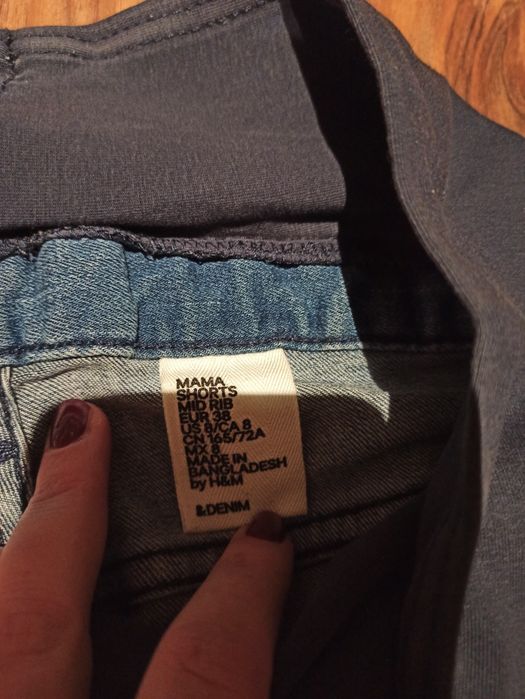 MAMA
SHORTS
MID RIB
EUR 38
US 8/CA 8
CN 165/72A
MX 8
MADE IN
BANGLADESH
by H&M
&DENIM